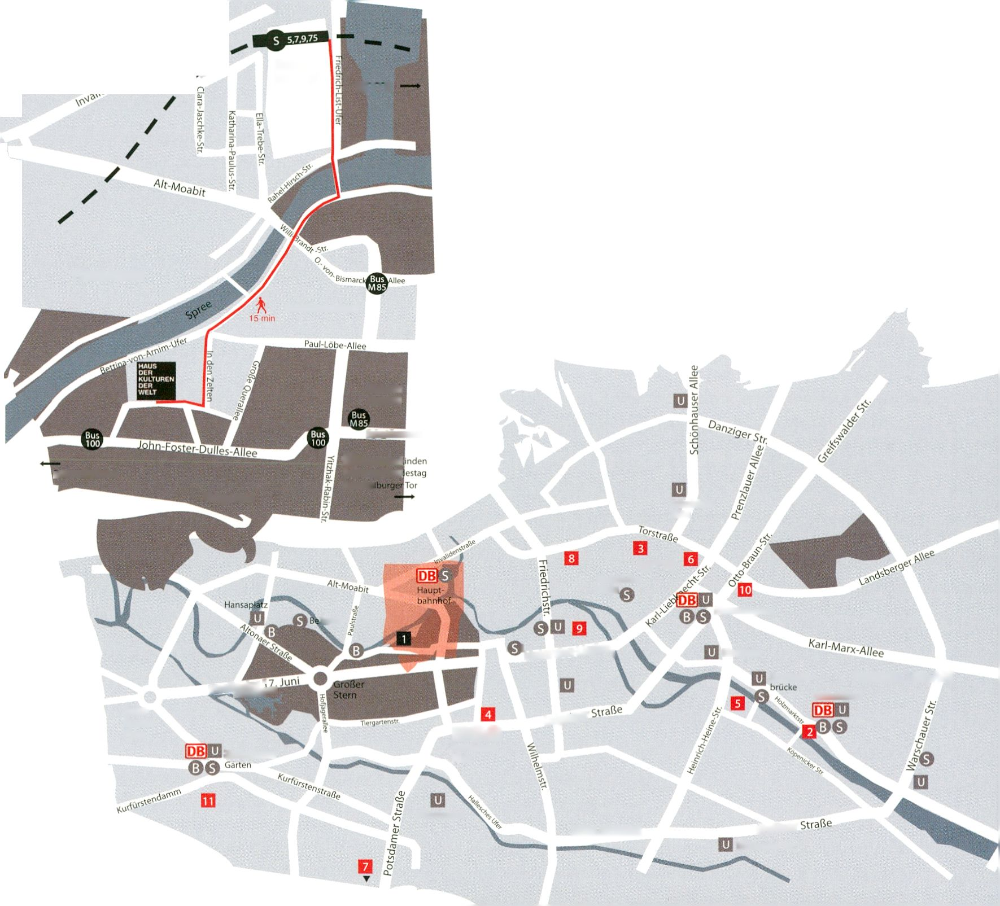 S 5,7,9,75
Friedrich-List-Ufer
Clara-Jaschke-Str.
Katharina-Paulus-Str.
Ella-Trebe-Str.
Alt-Moabit
Rahel-Hirsch-Str.
Willi-Brandt-Str.
O.-von-Bismarck Allee
Bus
M85
Spree
15 min
Bettina-von-Arnim-Ufer
Paul-Löbe-Allee
HAUS
DER
KULTUREN
DER
WELT
In den Zelten
Große Querallee
Bus
M85
Bus
100
Bus
100
John-Foster-Dulles-Allee
Yitzhak-Rabin-Str.
inden
estag
burger Tor
U
Schönhauser Allee
Danziger Str.
Greifswalder Str.
Prenzlauer Allee
U
Torstraße
Otto-Braun-Str.
Landsberger Allee
Invalidenstraße
3
8
6
10
DB S
Haupt-
bahnhof
Alt-Moabit
Friedrichstr.
Karl-Liebknecht-Str.
S
DB U
B S
Hansaplatz
U
B
S Be
Paulstraße
Altonaer Straße
1
S U
9
B
S
U
Karl-Marx-Allee
17. Juni
Großer
Stern
Hofjägerallee
Tiergartenstr.
U
4
Straße
U
brücke
S
5
Holzmarktstr.
DB U
B S
2
Heinrich-Heine-Str.
Köpenicker Str
Warschauer Str.
S
U
DB U
B S Garten
Kurfürstenstraße
Kurfürstendamm
11
Wilhelmstr.
U
Hallesches Ufer
Potsdamer Straße
Straße
U
7